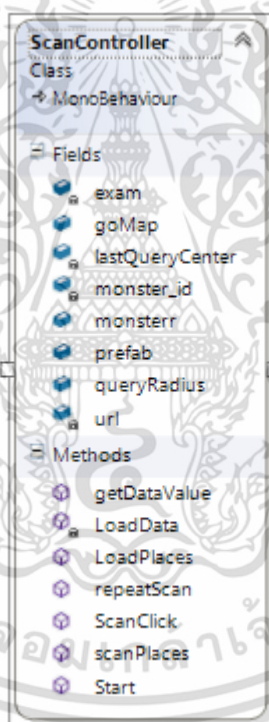 ScanController
Class
MonoBehaviour
Fields
exam
goMap
lastQueryCenter
monster_id
monsterr
prefab
queryRadius
url
Methods
getDataValue
LoadData
LoadPlaces
repeatScan
ScanClick
scanPlaces
Start